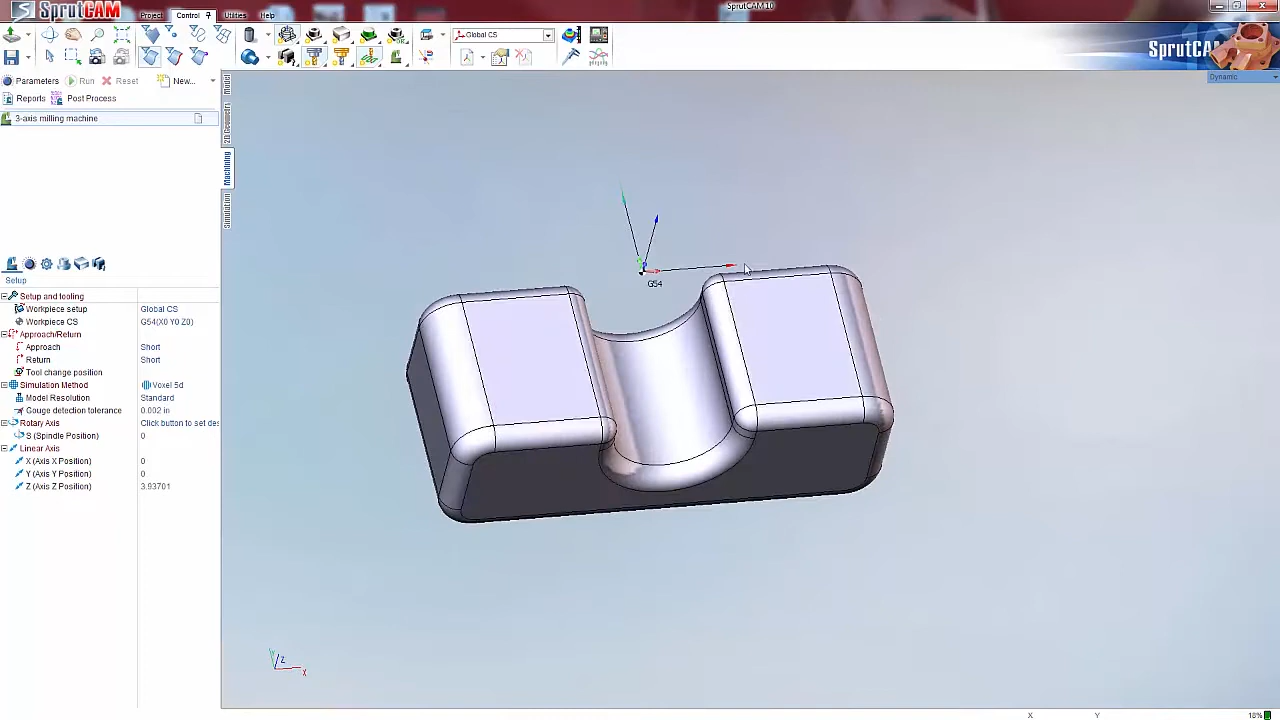 SprutCAM
Project
Control
Utilities
Help
SprutCAM10
Global CS
SprutCA
Dynamic
Parameters
Run
Reset
New...
Reports
Post Process
3-axis milling machine
Model
2D Geometry
Machining
Simulation
Setup
Setup and tooling
Workpiece setup Global CS
Workpiece CS G54(X0 Y0 Z0)
Approach/Return
Approach Short
Return Short
Tool change position
Simulation Method Voxel 5d
Model Resolution Standard
Gouge detection tolerance 0.002 in
Rotary Axis Click button to set des
S (Spindle Position) 0
Linear Axis
X (Axis X Position) 0
Y (Axis Y Position) 0
Z (Axis Z Position) 3.93701
G54
Y
Z
X
X Y 18%